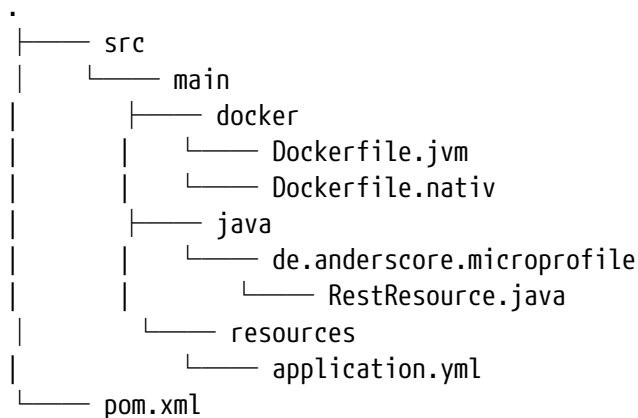 .
├── src
│   └── main
│       ├── docker
│       │   └── Dockerfile.jvm
│       │   └── Dockerfile.nativ
│       ├── java
│       │   └── de.anderscore.microprofile
│       │       └── RestResource.java
│       └── resources
│           └── application.yml
└── pom.xml